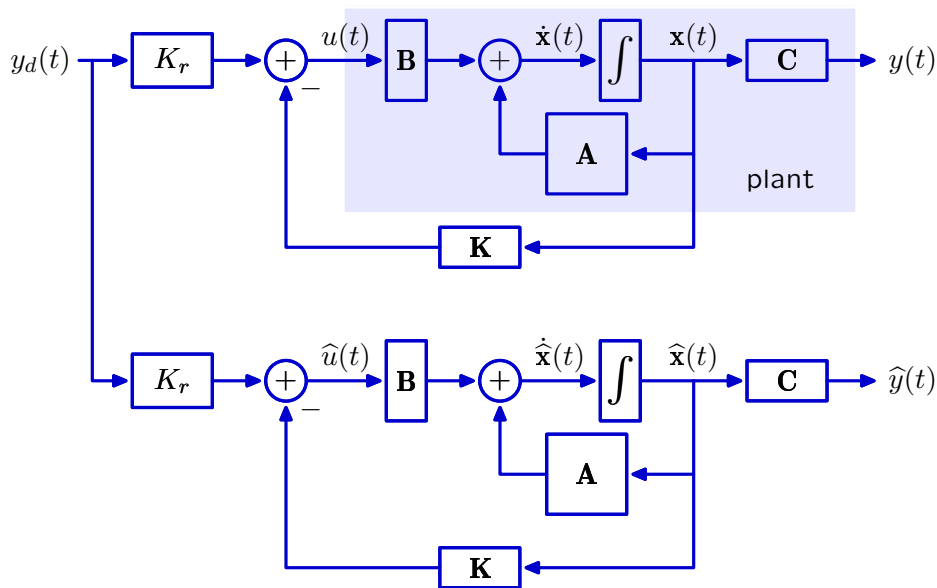 y_d(t) K_r + u(t) B + ẋ(t) ∫ x(t) C y(t)
−
A
plant
K
K_r + û(t) B + x̂̇(t) ∫ x̂(t) C ŷ(t)
−
A
K